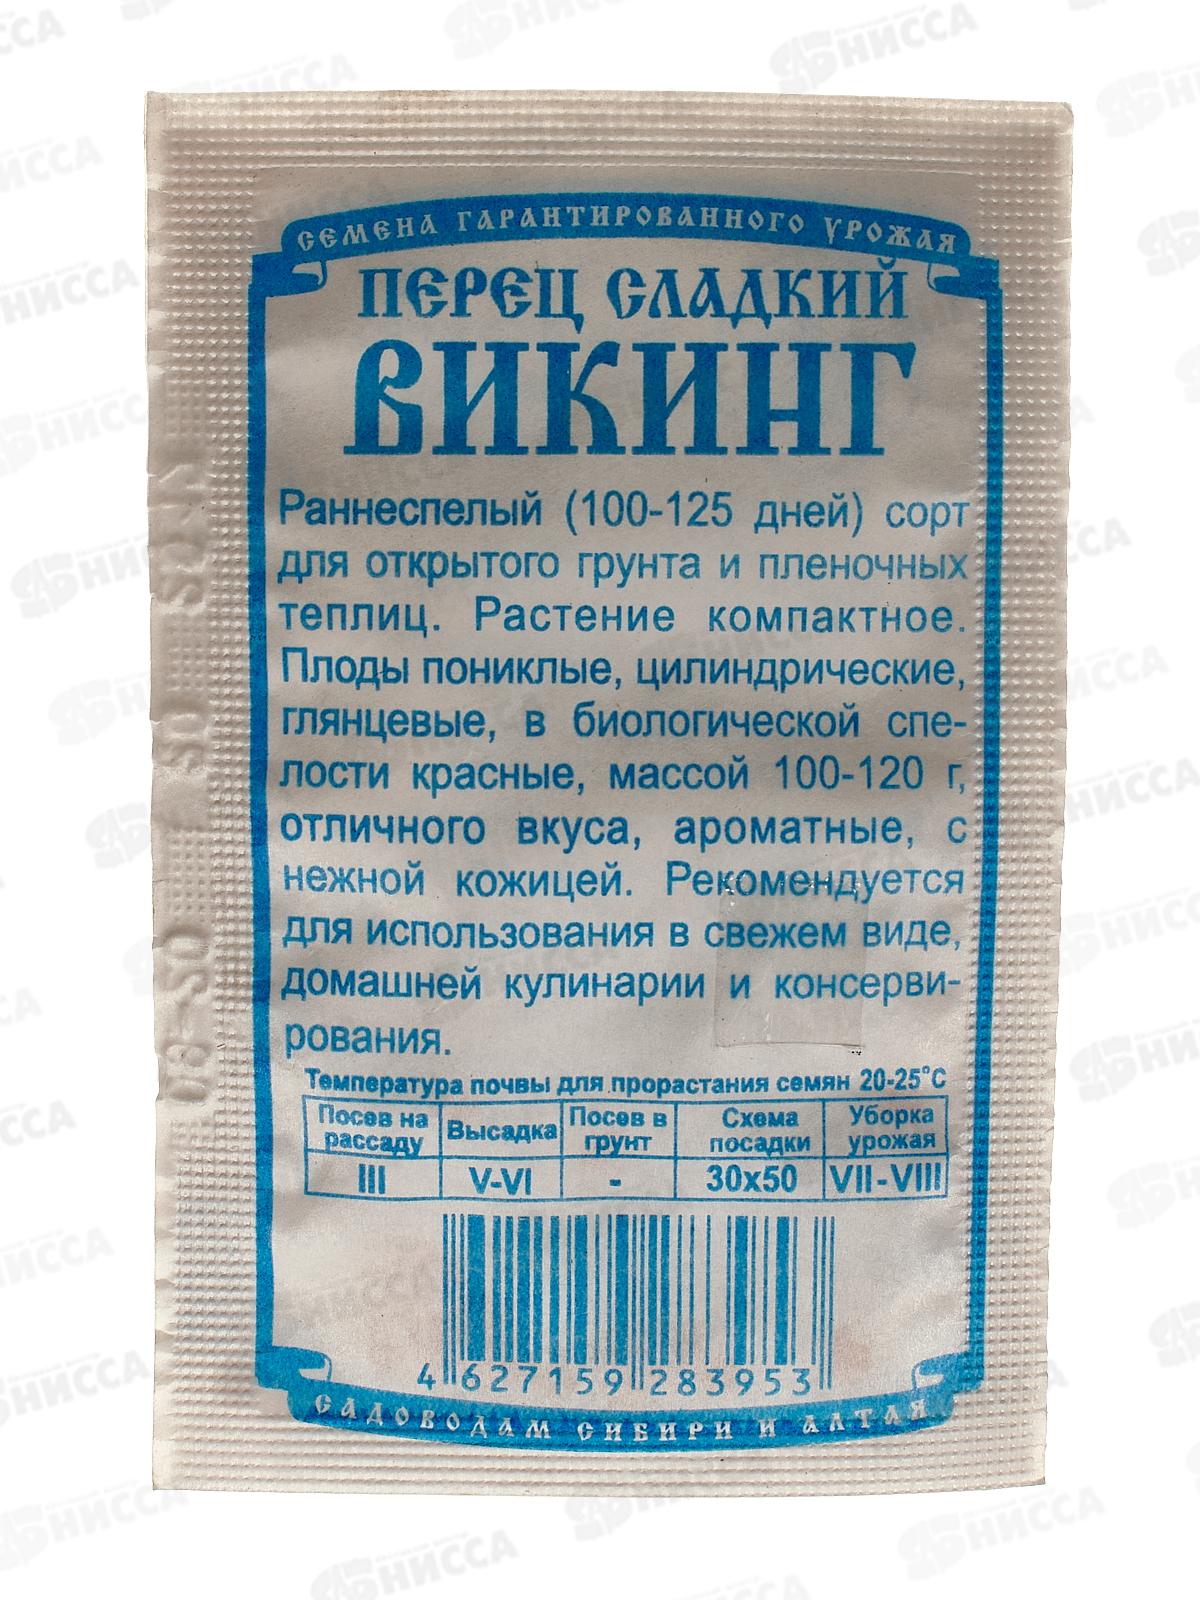 СЕМЕНА ГАРАНТИРОВАННОГО УРОЖАЯ
ПЕРЕЦ СЛАДКИЙ
ВИКИНГ
Раннеспелый (100-125 дней) сорт
для открытого грунта и пленочных
теплиц. Растение компактное.
Плоды пониклые, цилиндрические,
глянцевые, в биологической спе-
лости красные, массой 100-120 г,
отличного вкуса, ароматные, с
нежной кожицей. Рекомендуется
для использования в свежем виде,
домашней кулинарии и консерви-
рования.
Температура почвы для прорастания семян 20-25°С
Посев на рассаду Высадка Посев в грунт Схема посадки Уборка урожая
III V-VI - 30х50 VII-VIII
4 627159 283953
САДОВОДАМ СИБИРИ И АЛТАЯ
НИССА